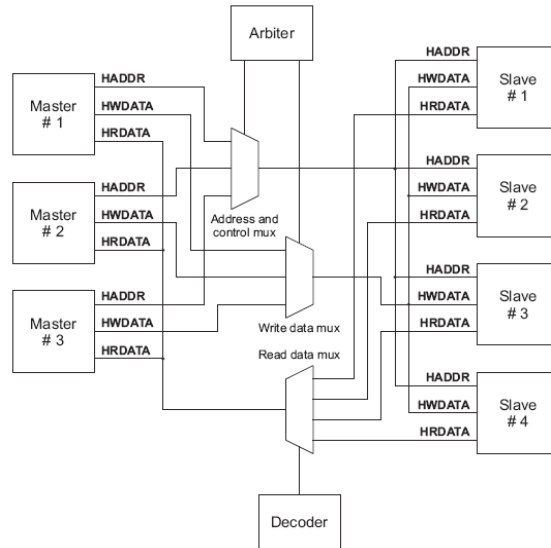 Arbiter
HADDR
HWDATA
HRDATA
Master
# 1
HADDR
HWDATA
HRDATA
Master
# 2
HADDR
HWDATA
HRDATA
Master
# 3
Address and
control mux
Write data mux
Read data mux
HADDR
HWDATA
HRDATA
Slave
# 1
HADDR
HWDATA
HRDATA
Slave
#2
HADDR
HWDATA
HRDATA
Slave
# 3
HADDR
HWDATA
HRDATA
Slave
# 4
Decoder